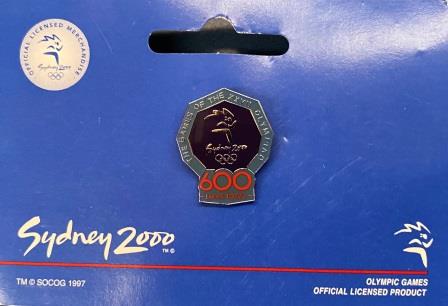 OFFICIAL LICENSED MERCHANDISE
Sydney 2000
THE GAMES OF THE XXVII OLYMPIAD
Sydney 2000
600
Sydney 2000 TM ©
TM © SOCOG 1997
OLYMPIC GAMES
OFFICIAL LICENSED PRODUCT